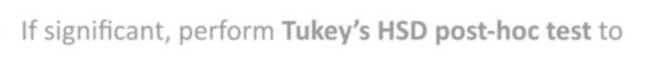 If significant, perform Tukey’s HSD post-hoc test to